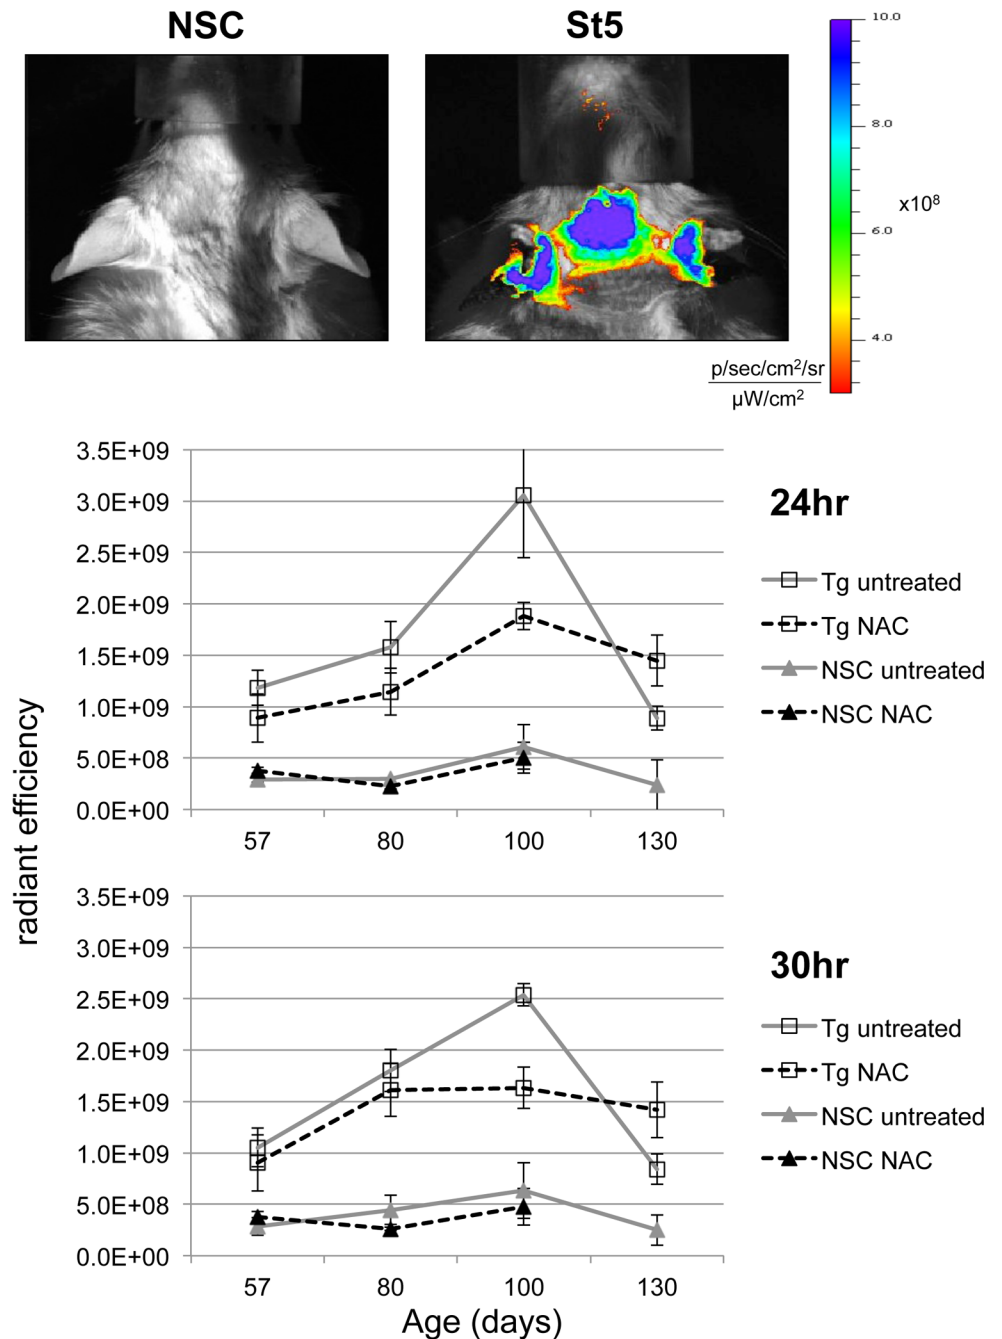 NSC
St5
10.0
8.0
x10⁸
6.0
4.0
p/sec/cm²/sr
µW/cm²
3.5E+09
3.0E+09
2.5E+09
2.0E+09
1.5E+09
1.0E+09
5.0E+08
0.0E+00
57 80 100 130
24hr
Tg untreated
Tg NAC
NSC untreated
NSC NAC
radiant efficiency
3.5E+09
3.0E+09
2.5E+09
2.0E+09
1.5E+09
1.0E+09
5.0E+08
0.0E+00
57 80 100 130
Age (days)
30hr
Tg untreated
Tg NAC
NSC untreated
NSC NAC